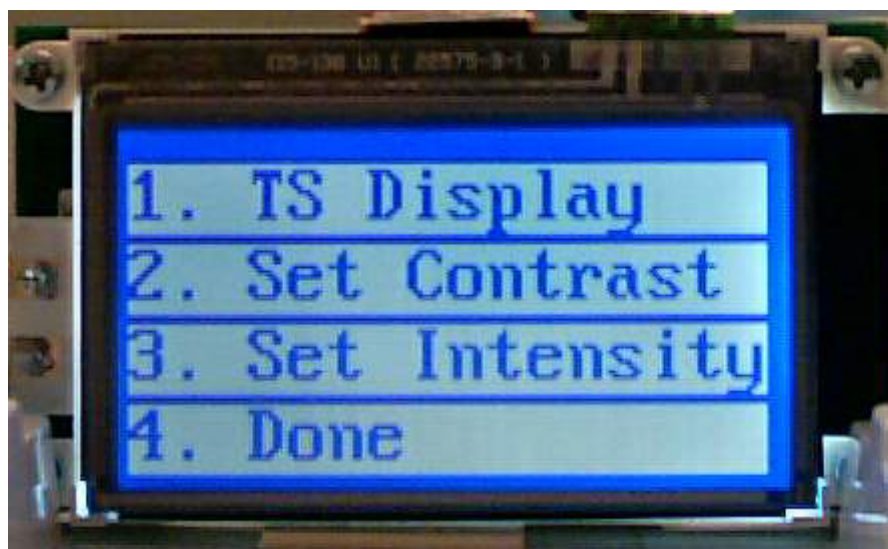 1. TS Display
2. Set Contrast
3. Set Intensity
4. Done